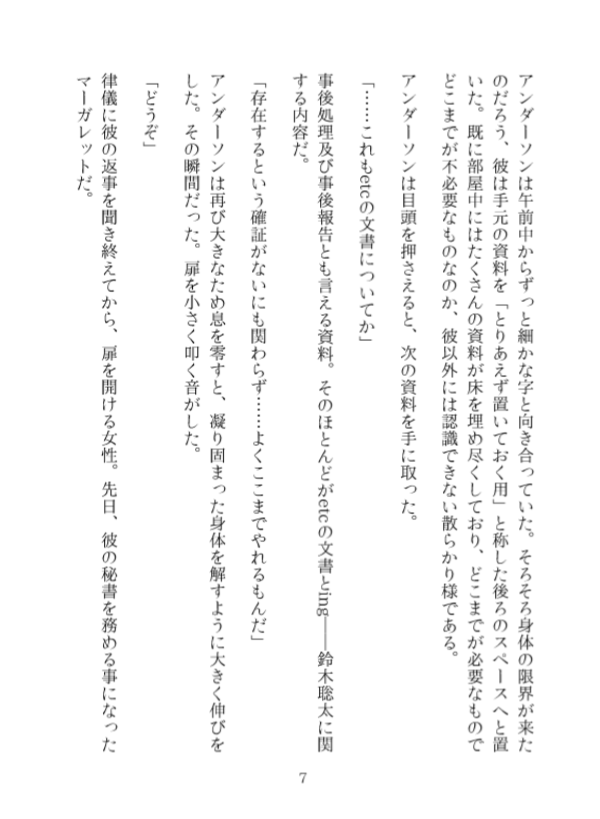 アンダーソンは午前中からずっと細かな字と向き合っていた。そろそろ身体の限界が来た
のだろう、彼は手元の資料を「とりあえず置いておく用」と称した後ろのスペースへと置
いた。既に部屋中にはたくさんの資料が床を埋め尽くしており、どこまでが必要なもので
どこまでが不必要なものなのか、彼以外には認識できない散らかり様である。
アンダーソンは目頭を押さえると、次の資料を手に取った。
「……これもetcの文書についてか」
事後処理及び事後報告とも言える資料。そのほとんどがetcの文書とing――鈴木聡太に関
する内容だ。
「存在するという確証がないにも関わらず……よくここまでやれるもんだ」
アンダーソンは再び大きなため息を零すと、凝り固まった身体を解すように大きく伸びを
した。その瞬間だった。扉を小さく叩く音がした。
「どうぞ」
律儀に彼の返事を聞き終えてから、扉を開ける女性。先日、彼の秘書を務める事になった
マーガレットだ。
7